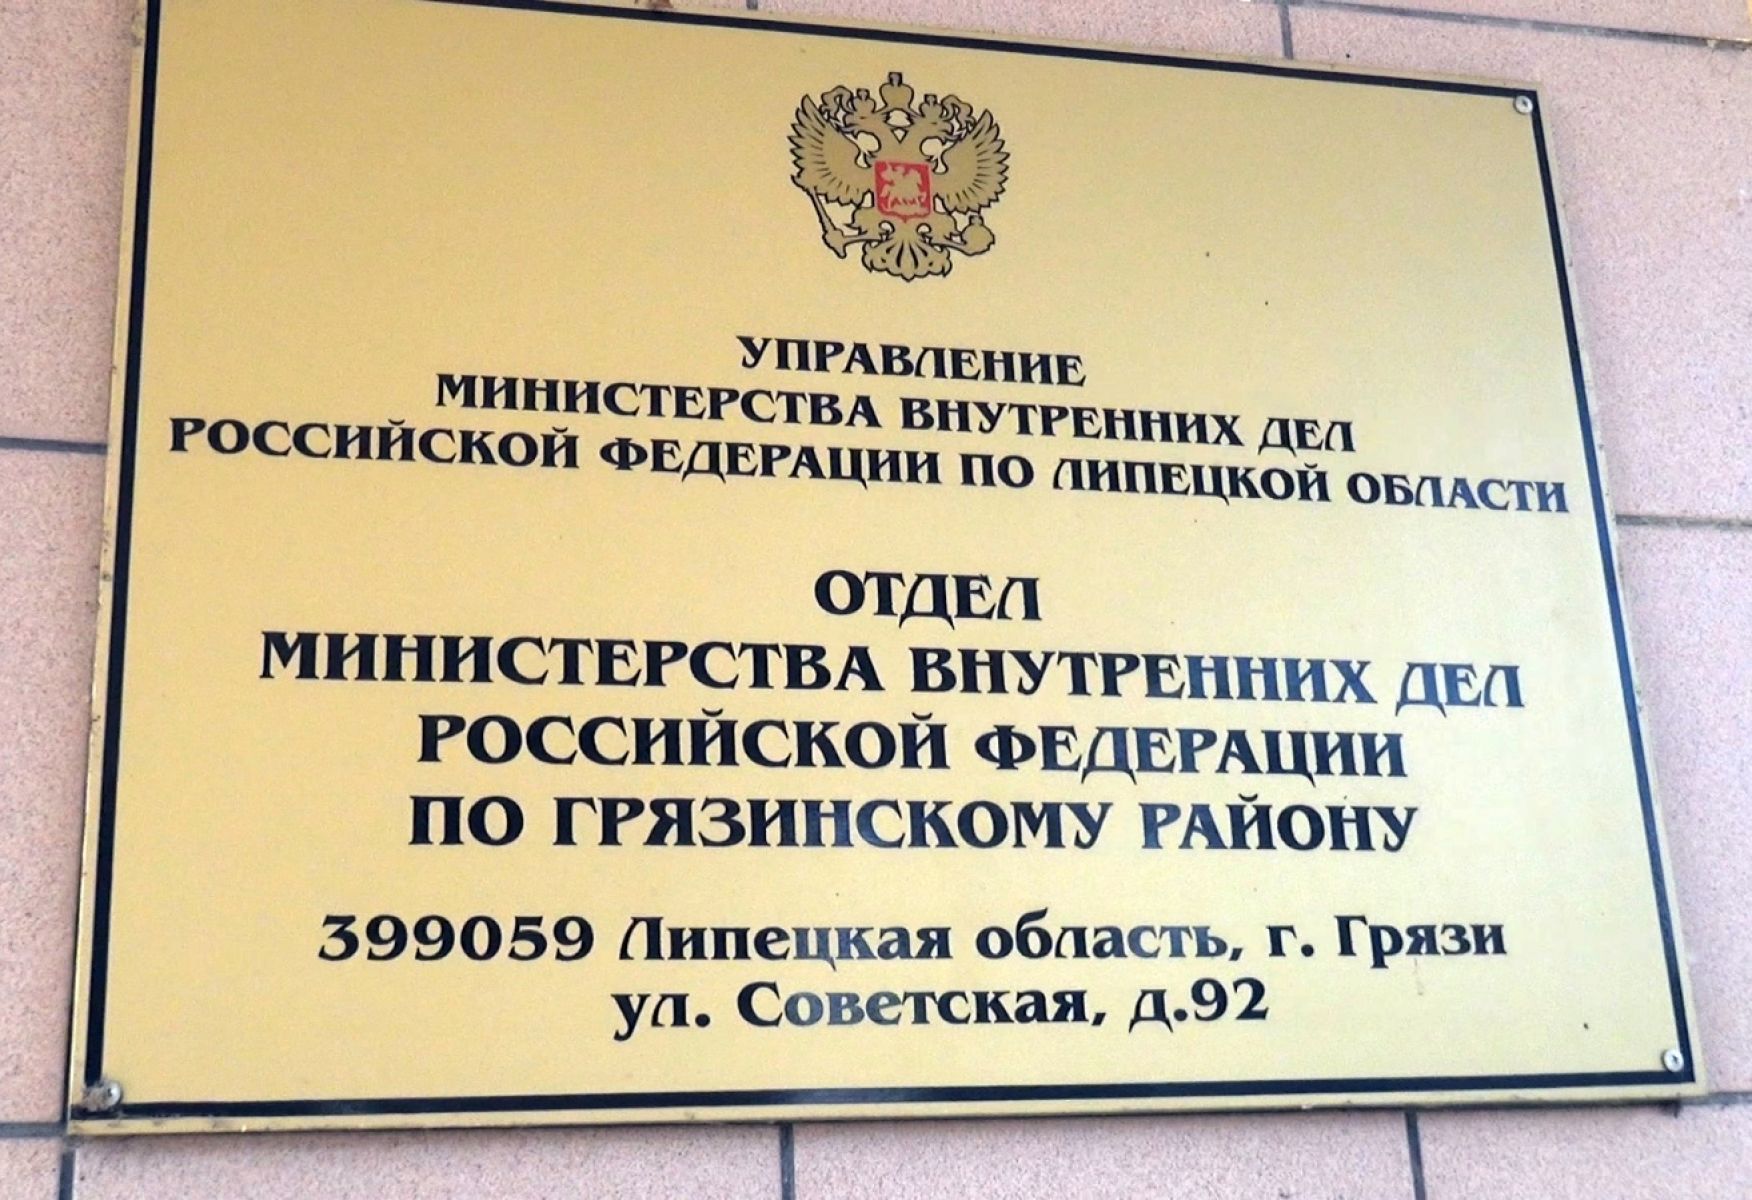 УПРАВЛЕНИЕ
МИНИСТЕРСТВА ВНУТРЕННИХ ДЕЛ
РОССИЙСКОЙ ФЕДЕРАЦИИ ПО ЛИПЕЦКОЙ ОБЛАСТИ
ОТДЕЛ
МИНИСТЕРСТВА ВНУТРЕННИХ ДЕЛ
РОССИЙСКОЙ ФЕДЕРАЦИИ
ПО ГРЯЗИНСКОМУ РАЙОНУ
399059 Липецкая область, г. Грязи
ул. Советская, д.92